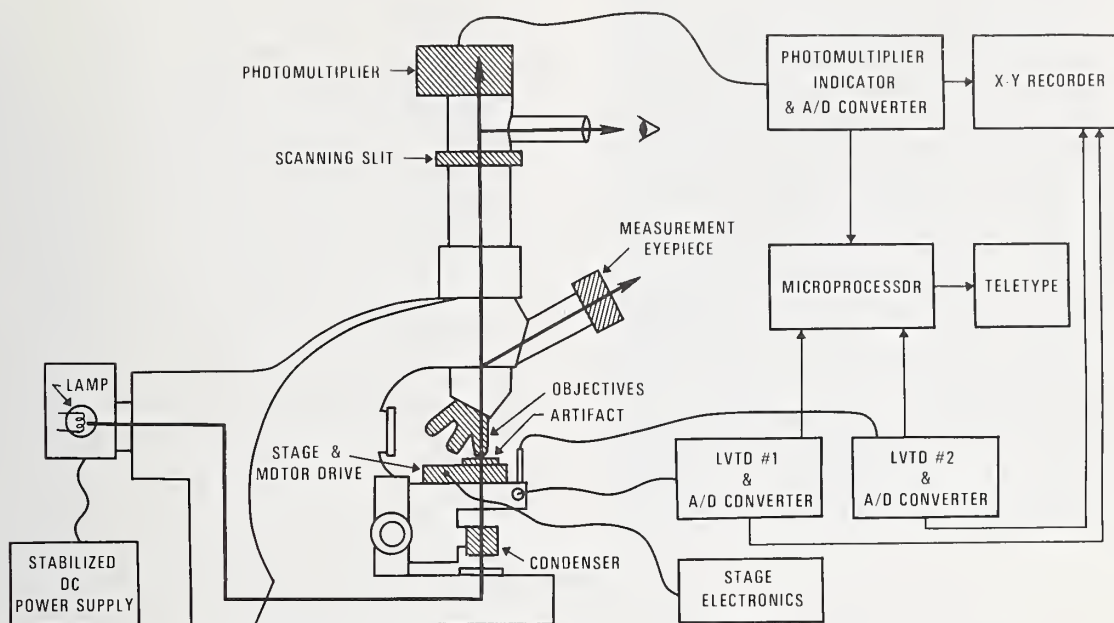 PHOTOMULTIPLIER
SCANNING SLIT
MEASUREMENT
EYEPIECE
PHOTOMULTIPLIER
INDICATOR
& A/D CONVERTER
X-Y RECORDER
MICROPROCESSOR
TELETYPE
LAMP
OBJECTIVES
ARTIFACT
STAGE &
MOTOR DRIVE
LVTD #1
&
A/D CONVERTER
LVTD #2
&
A/D CONVERTER
STABILIZED
DC
POWER SUPPLY
CONDENSER
STAGE
ELECTRONICS